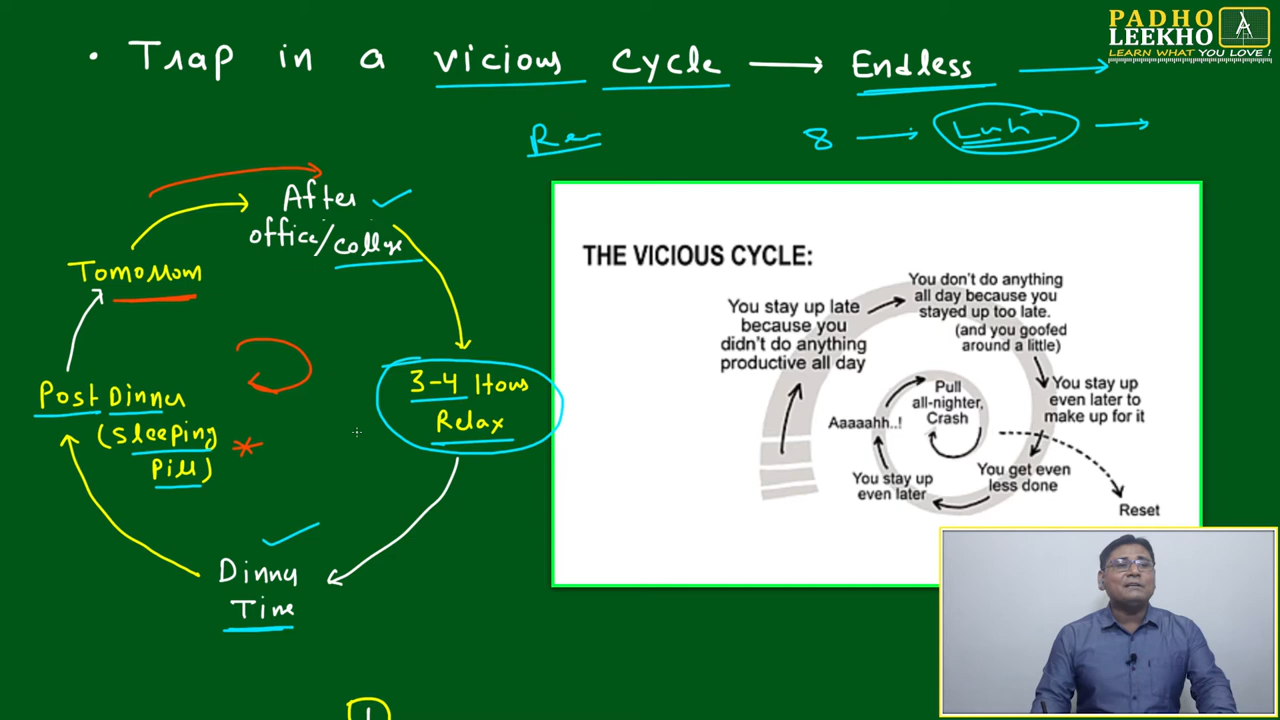 PADHO
LEEKHO
LEARN WHAT YOU LOVE !
• Trap in a vicious Cycle → Endless →
8 → →
After
office/college
3-4 Hours
Relax
Dinner
Time
Post Dinner
(sleeping
Pill)
Tomorrow
THE VICIOUS CYCLE:
You stay up late
because you
didn't do anything
productive all day
You don't do anything
all day because you
stayed up too late.
(and you goofed
around a little)
You stay up
even later to
make up for it
You get even
less done
You stay up
even later
Aaaaahh..!
Pull
all-nighter,
Crash
Reset